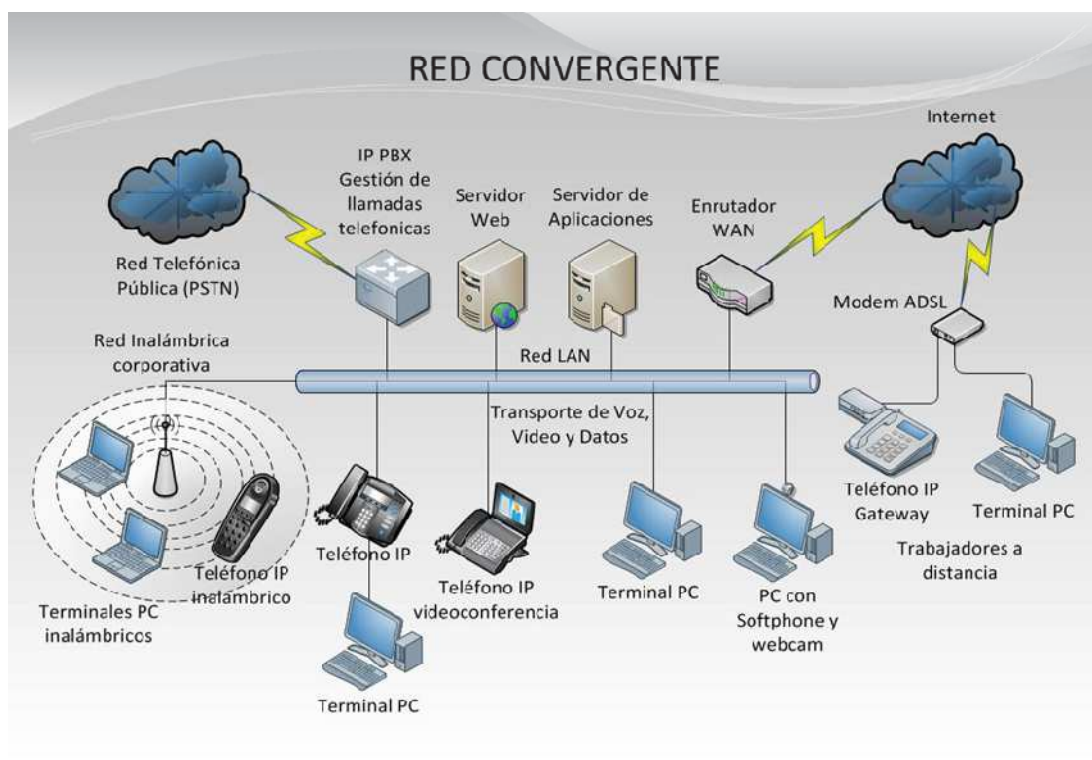 RED CONVERGENTE
Internet
IP PBX
Gestión de
llamadas
telefonicas
Servidor
Web
Servidor de
Aplicaciones
Enrutador
WAN
Red Telefónica
Pública (PSTN)
Modem ADSL
Red Inalámbrica
corporativa
Red LAN
Transporte de Voz,
Video y Datos
Teléfono IP
Gateway
Terminal PC
Trabajadores a
distancia
Teléfono IP
inalámbrico
Terminales PC
inalámbricos
Teléfono IP
Teléfono IP
videoconferencia
Terminal PC
PC con
Softphone y
webcam
Terminal PC